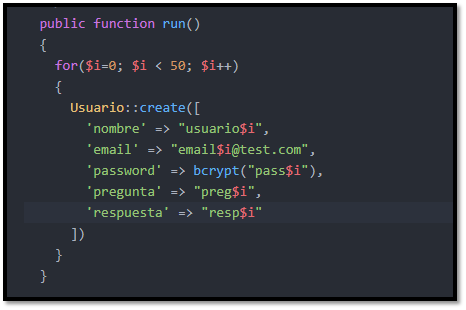 public function run()
{
for($i=0; $i < 50; $i++)
{
Usuario::create([
'nombre' => "usuario$i",
'email' => "email$i@test.com",
'password' => bcrypt("pass$i"),
'pregunta' => "preg$i",
'respuesta' => "resp$i"
])
}
}